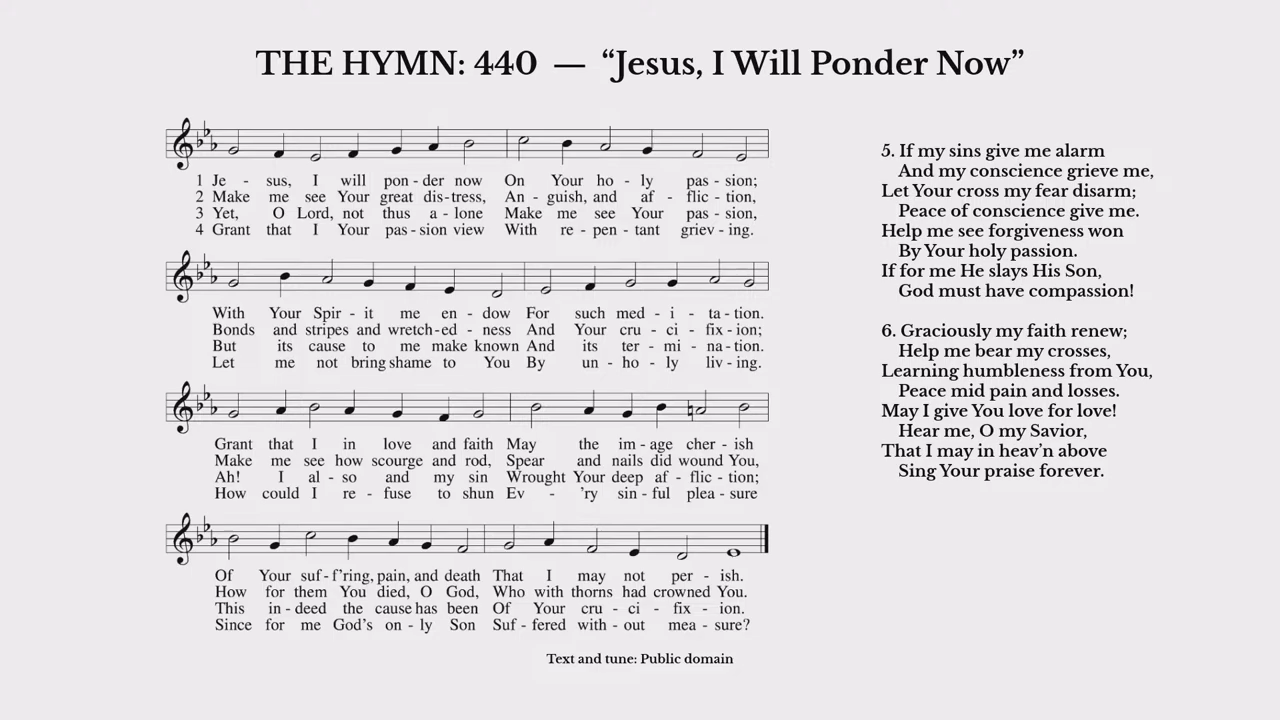 THE HYMN: 440 — “Jesus, I Will Ponder Now”
1 Je - sus, I will pon - der now On Your ho - ly pas - sion;
2 Make me see Your great dis - tress, An - guish, and af - flic - tion,
3 Yet, O Lord, not thus a - lone Make me see Your pas - sion,
4 Grant that I Your pas - sion view With re - pen - tant griev - ing.
With Your Spir - it me en - dow For such med - i - ta - tion.
Bonds and stripes and wretch - ed - ness And Your cru - ci - fix - ion;
But its cause to me make known And its ter - mi - na - tion.
Let me not bring shame to You By un - ho - ly liv - ing.
Grant that I in love and faith May the im - age cher - ish
Make me see how scourge and rod, Spear and nails did wound You,
Ah! I al - so and my sin Wrought Your deep af - flic - tion;
How could I re - fuse to shun Ev - 'ry sin - ful plea - sure
Of Your suf - f'ring, pain, and death That I may not per - ish.
How for them You died, O God, Who with thorns had crowned You.
This in - deed the cause has been Of Your cru - ci - fix - ion.
Since for me God's on - ly Son Suf - fered with - out mea - sure?
5. If my sins give me alarm
And my conscience grieve me,
Let Your cross my fear disarm;
Peace of conscience give me.
Help me see forgiveness won
By Your holy passion.
If for me He slays His Son,
God must have compassion!
6. Graciously my faith renew;
Help me bear my crosses,
Learning humbleness from You,
Peace mid pain and losses.
May I give You love for love!
Hear me, O my Savior,
That I may in heav’n above
Sing Your praise forever.
Text and tune: Public domain